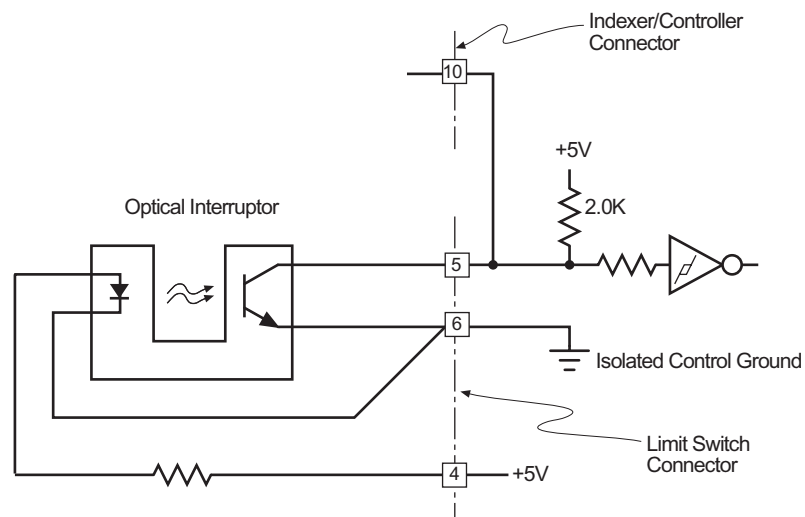 Indexer/Controller
Connector
10
+5V
2.0K
Optical Interruptor
5
6
Isolated Control Ground
Limit Switch
Connector
4
+5V